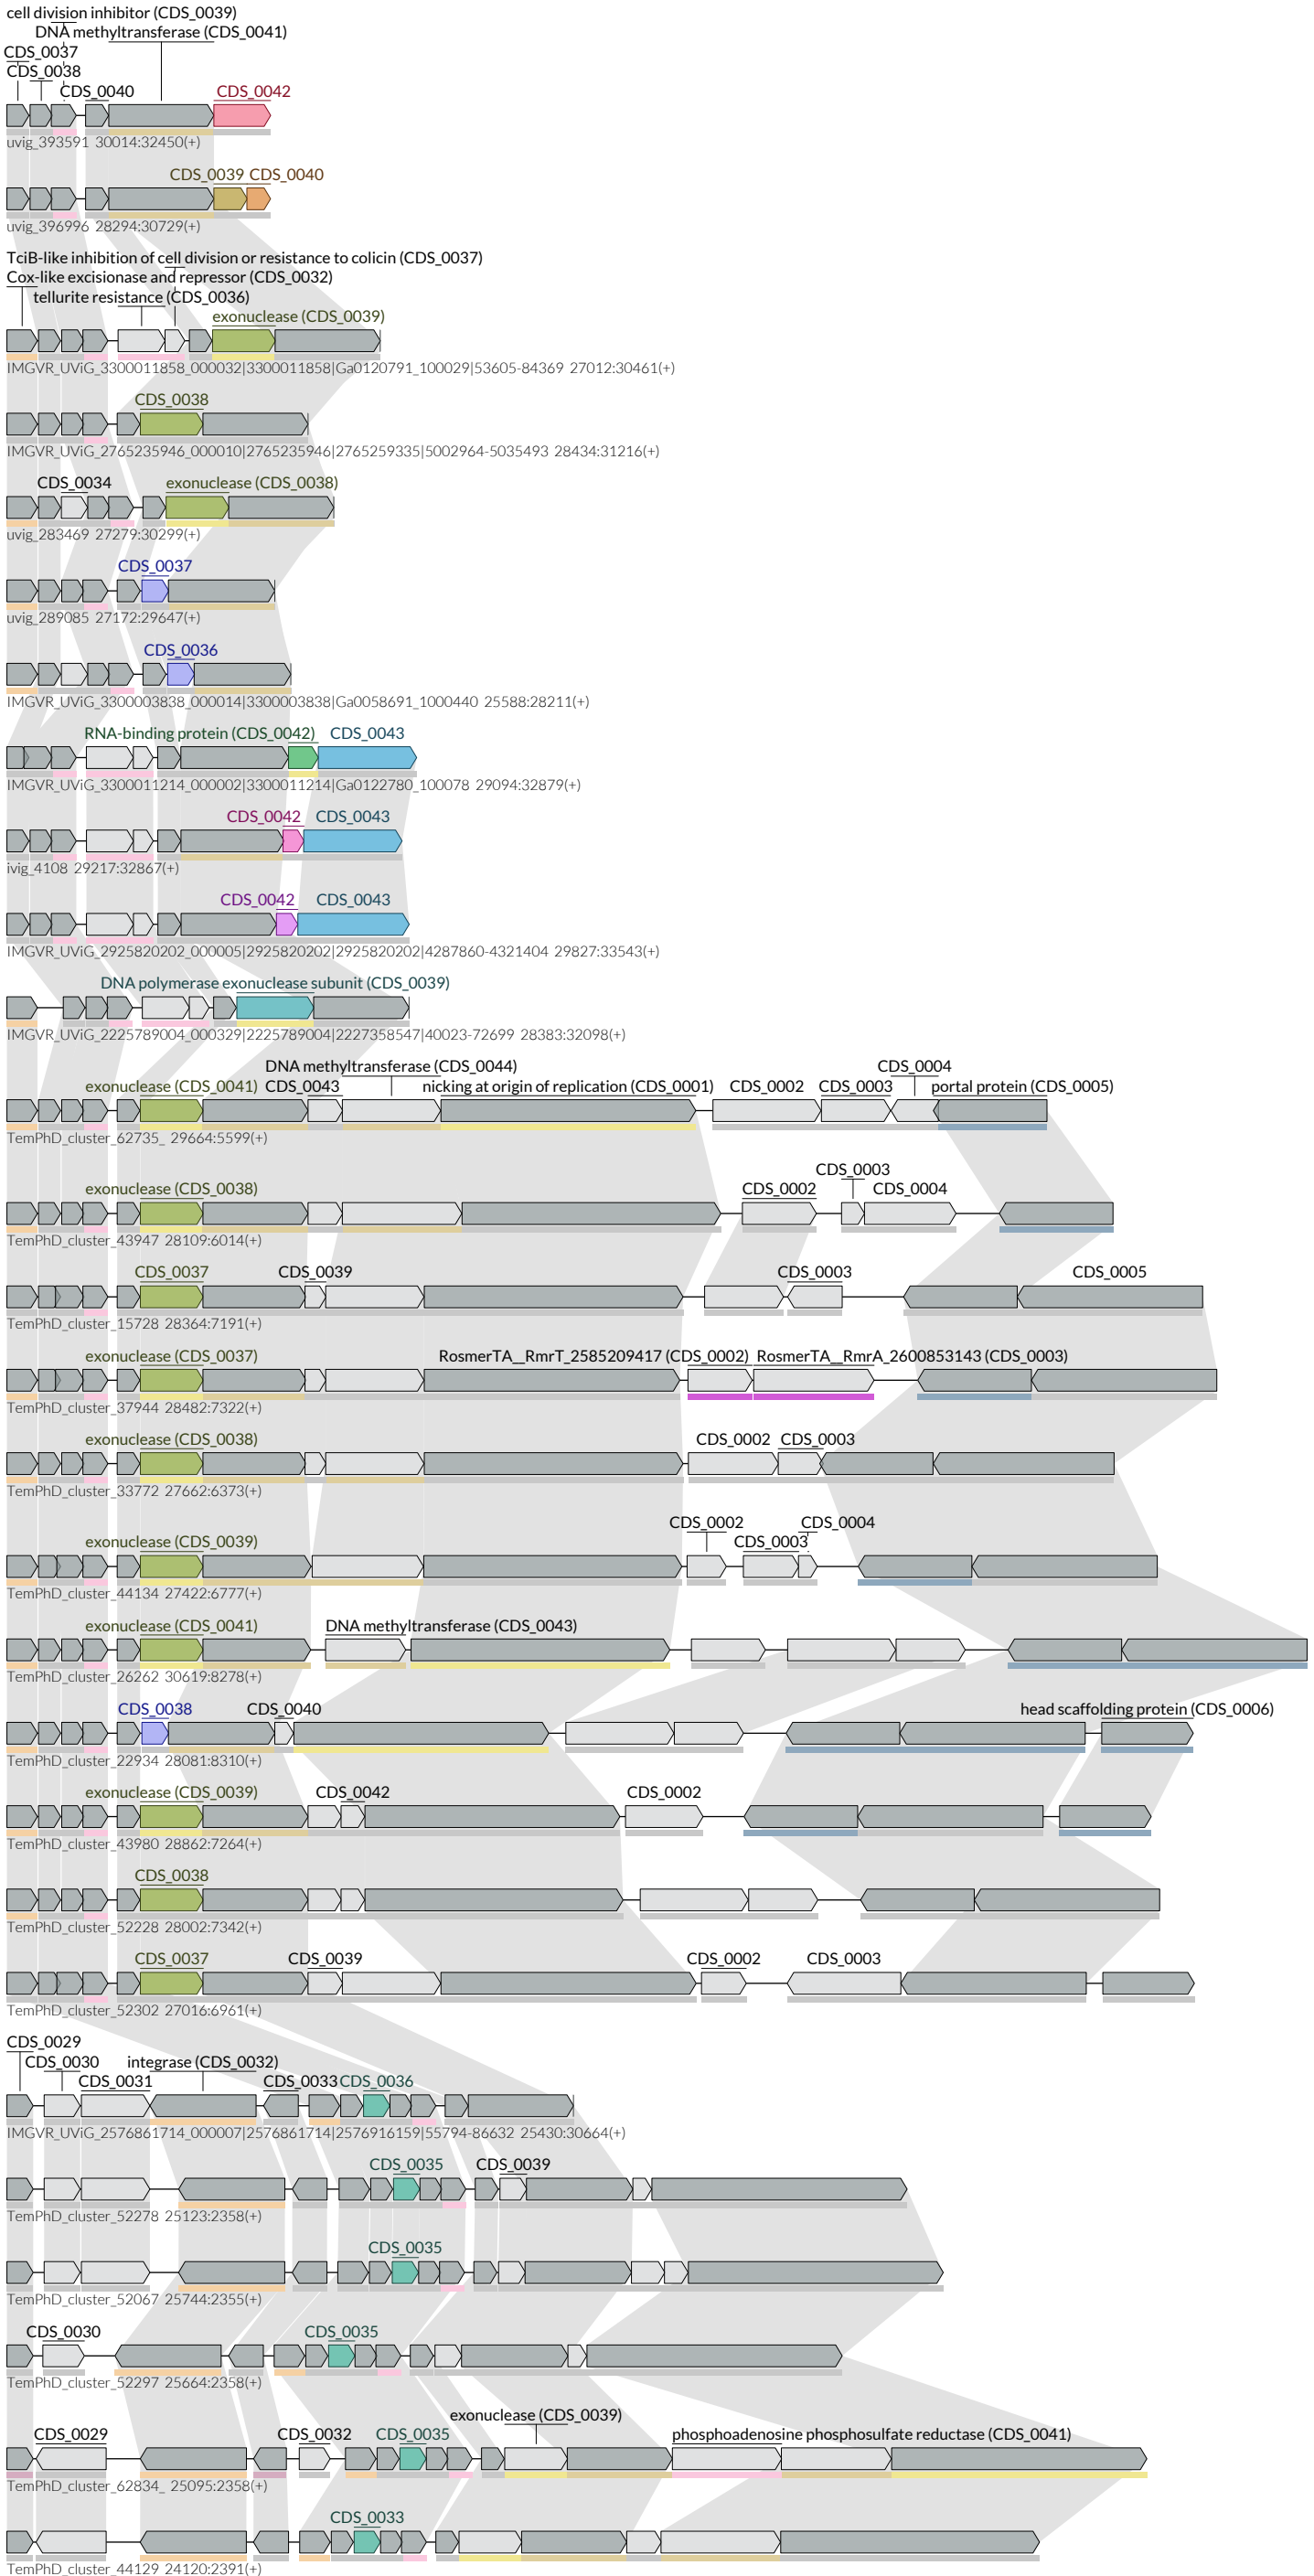 cell division inhibitor (CDS_0039)
DNA methyltransferase (CDS_0041)
CDS_0037
CDS_0038
CDS_0040
CDS_0042
uvig_393591 30014:32450(+)
CDS_0039 CDS_0040
uvig_396996 28294:30729(+)
TciB-like inhibition of cell division or resistance to colicin (CDS_0037)
Cox-like excisionase and repressor (CDS_0032)
tellurite resistance (CDS_0036)
exonuclease (CDS_0039)
IMGVR_UViG_3300011858_000032|3300011858|Ga0120791_100029|53605-84369 27012:30461(+)
CDS_0038
IMGVR_UViG_2765235946_000010|2765235946|2765259335|5002964-5035493 28434:31216(+)
CDS_0034 exonuclease (CDS_0038)
uvig_283469 27279:30299(+)
CDS_0037
uvig_289085 27172:29647(+)
CDS_0036
IMGVR_UViG_3300003838_000014|3300003838|Ga0058691_1000440 25588:28211(+)
RNA-binding protein (CDS_0042) CDS_0043
IMGVR_UViG_3300011214_000002|3300011214|Ga0122780_100078 29094:32879(+)
CDS_0042 CDS_0043
ivig_4108 29217:32867(+)
CDS_0042 CDS_0043
IMGVR_UViG_2925820202_000005|2925820202|2925820202|4287860-4321404 29827:33543(+)
DNA polymerase exonuclease subunit (CDS_0039)
IMGVR_UViG_2225789004_000329|2225789004|2227358547|40023-72699 28383:32098(+)
DNA methyltransferase (CDS_0044) CDS_0004
exonuclease (CDS_0041) CDS_0043 nicking at origin of replication (CDS_0001) CDS_0002 CDS_0003 portal protein (CDS_0005)
TemPhD_cluster_62735_ 29664:5599(+)
CDS_0003
exonuclease (CDS_0038) CDS_0002 CDS_0004
TemPhD_cluster_43947 28109:6014(+)
CDS_0037 CDS_0039 CDS_0003 CDS_0005
TemPhD_cluster_15728 28364:7191(+)
exonuclease (CDS_0037) RosmerTA__RmrT_2585209417 (CDS_0002) RosmerTA__RmrA_2600853143 (CDS_0003)
TemPhD_cluster_37944 28482:7322(+)
exonuclease (CDS_0038) CDS_0002 CDS_0003
TemPhD_cluster_33772 27662:6373(+)
CDS_0002 CDS_0004
exonuclease (CDS_0039) CDS_0003
TemPhD_cluster_44134 27422:6777(+)
exonuclease (CDS_0041) DNA methyltransferase (CDS_0043)
TemPhD_cluster_26262 30619:8278(+)
CDS_0038 CDS_0040 head scaffolding protein (CDS_0006)
TemPhD_cluster_22934 28081:8310(+)
exonuclease (CDS_0039) CDS_0042 CDS_0002
TemPhD_cluster_43980 28862:7264(+)
CDS_0038
TemPhD_cluster_52228 28002:7342(+)
CDS_0037 CDS_0039 CDS_0002 CDS_0003
TemPhD_cluster_52302 27016:6961(+)
CDS_0029
CDS_0030 integrase (CDS_0032)
CDS_0031 CDS_0033 CDS_0036
IMGVR_UViG_2576861714_000007|2576861714|2576916159|55794-86632 25430:30664(+)
CDS_0035 CDS_0039
TemPhD_cluster_52278 25123:2358(+)
CDS_0035
TemPhD_cluster_52067 25744:2355(+)
CDS_0030 CDS_0035
TemPhD_cluster_52297 25664:2358(+)
exonuclease (CDS_0039)
CDS_0029 CDS_0032 CDS_0035 phosphoadenosine phosphosulfate reductase (CDS_0041)
TemPhD_cluster_62834_ 25095:2358(+)
CDS_0033
TemPhD_cluster_44129 24120:2391(+)